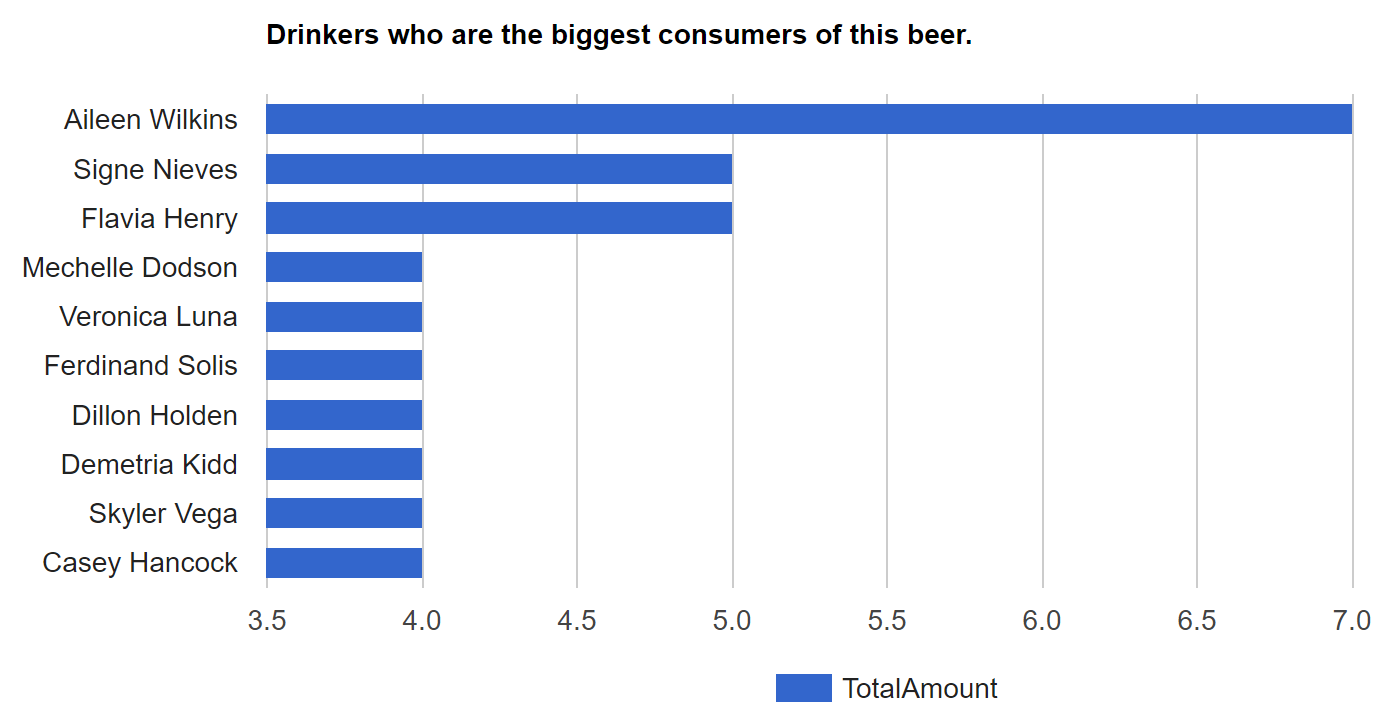 Drinkers who are the biggest consumers of this beer.
Aileen Wilkins
Signe Nieves
Flavia Henry
Mechelle Dodson
Veronica Luna
Ferdinand Solis
Dillon Holden
Demetria Kidd
Skyler Vega
Casey Hancock
3.5 4.0 4.5 5.0 5.5 6.0 6.5 7.0
TotalAmount